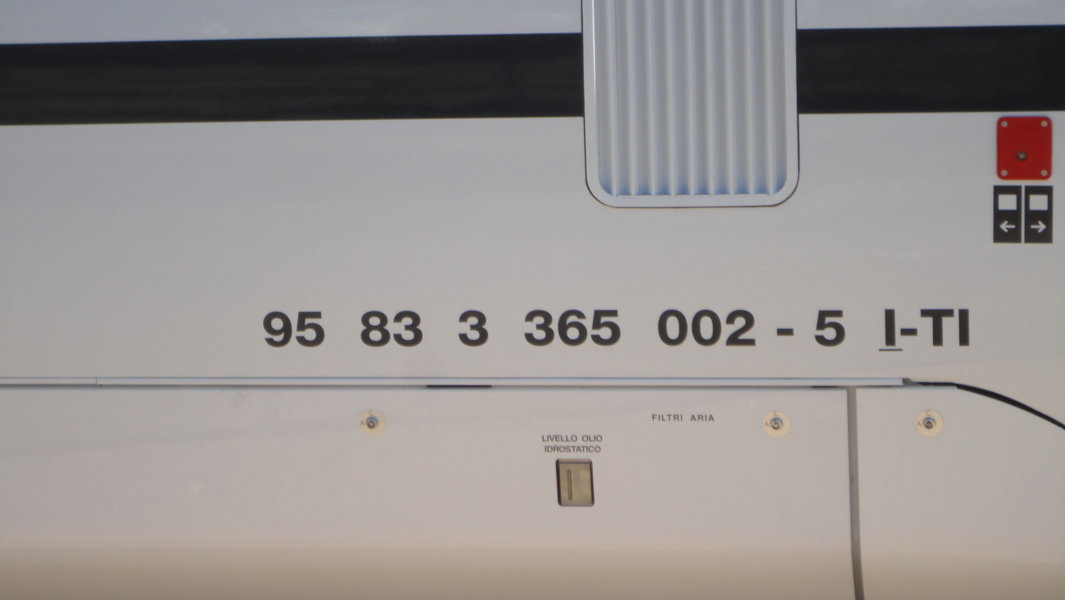 95 83 3 365 002 - 5 I-TI
FILTRI ARIA
LIVELLO OLIO
IDROSTATICO